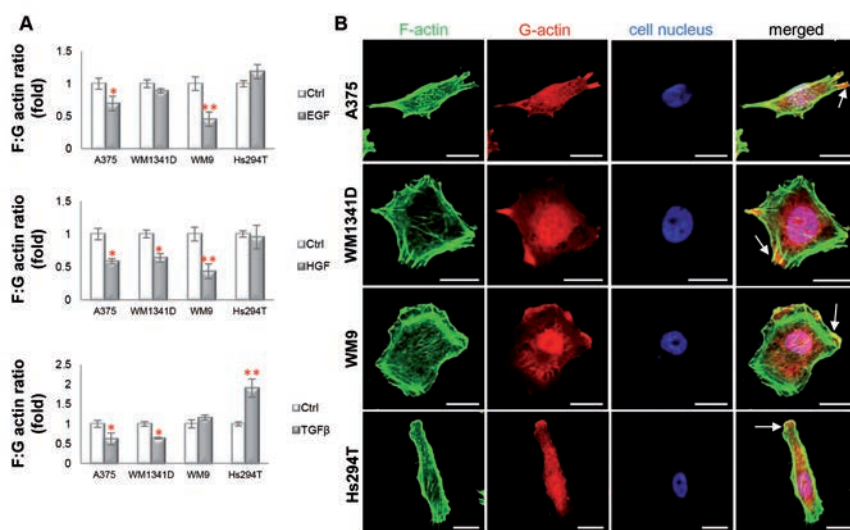 A
F:G actin ratio
(fold)
1.5
1
0.5
0
*
**
A375 WM1341D WM9 Hs294T
Ctrl
EGF
F:G actin ratio
(fold)
1.5
1
0.5
0
*
*
**
A375 WM1341D WM9 Hs294T
Ctrl
HGF
F:G actin ratio
(fold)
2.5
2
1.5
1
0.5
0
*
*
**
A375 WM1341D WM9 Hs294T
Ctrl
TGFβ
B
F-actin G-actin cell nucleus merged
A375
WM1341D
WM9
Hs294T